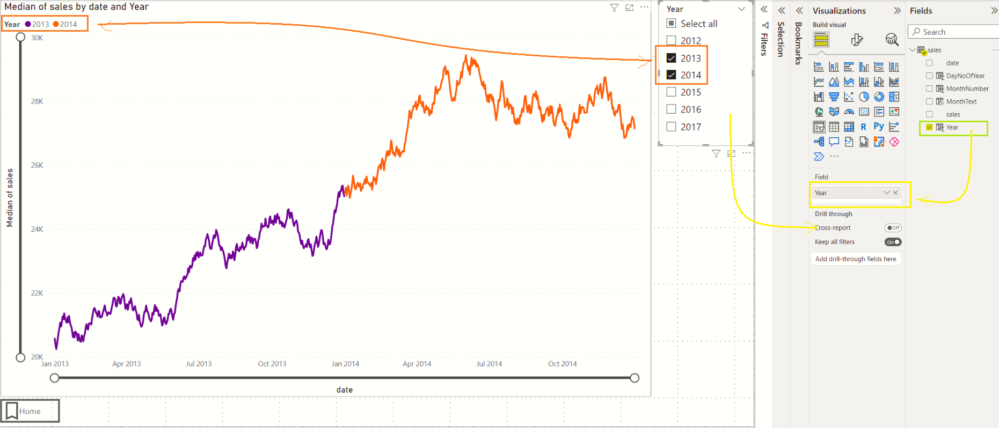 Median of sales by date and Year
Year 2013 2014
30K
28K
26K
24K
22K
20K
Median of sales
Jan 2013 Apr 2013 Jul 2013 Oct 2013 Jan 2014 Apr 2014 Jul 2014 Oct 2014
date
Home
Year
Select all
2012
2013
2014
2015
2016
2017
Filters
Selection
Bookmarks
Visualizations
Build visual
123
R Py
Field
Year
Drill through
Cross-report Off
Keep all filters On
Add drill-through fields here
Fields
Search
sales
date
DayNoOfYear
MonthNumber
MonthText
sales
Year